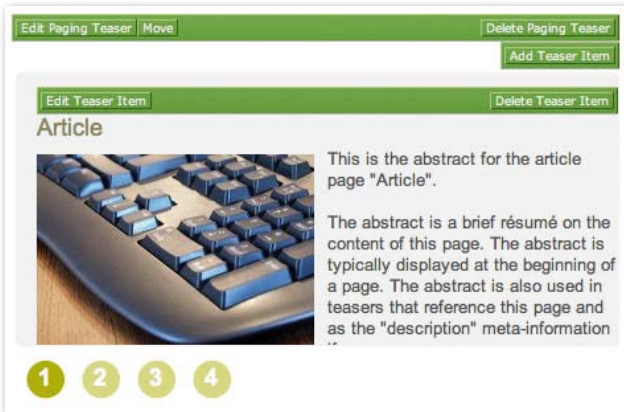 Edit Paging Teaser Move Delete Paging Teaser
Add Teaser Item
Edit Teaser Item Delete Teaser Item
Article
This is the abstract for the article
page "Article".
The abstract is a brief résumé on the
content of this page. The abstract is
typically displayed at the beginning of
a page. The abstract is also used in
teasers that reference this page and
as the "description" meta-information
1 2 3 4